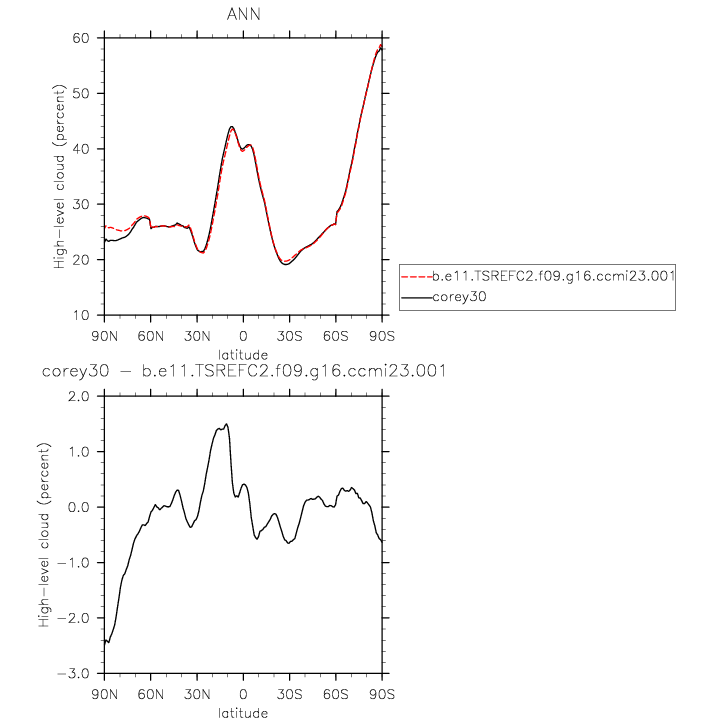 ANN
High-level cloud (percent)
60
50
40
30
20
10
90N 60N 30N 0 30S 60S 90S
latitude
b.e11.TSREFC2.f09.g16.ccmi23.001
corey30
corey30 - b.e11.TSREFC2.f09.g16.ccmi23.001
High-level cloud (percent)
2.0
1.0
0.0
-1.0
-2.0
-3.0
90N 60N 30N 0 30S 60S 90S
latitude